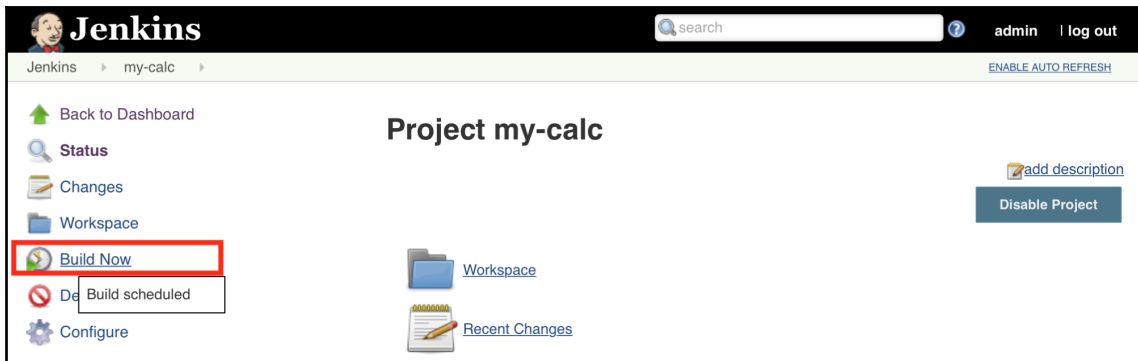 Jenkins
search
admin
log out
Jenkins
my-calc
ENABLE AUTO REFRESH
Back to Dashboard
Status
Changes
Workspace
Build Now
De
Build scheduled
Configure
Project my-calc
add description
Disable Project
Workspace
Recent Changes